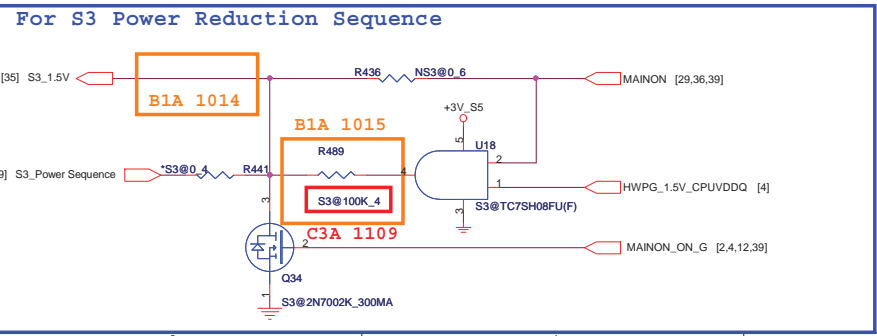 For S3 Power Reduction Sequence
[35] S3_1.5V
R436 NS3@0_6
MAINON [29,36,39]
B1A 1014
+3V_S5
B1A 1015
5
U18
R489
2
9] S3_Power Sequence
*S3@0_4
R441
4
1
HWPG_1.5V_CPUVDDQ [4]
S3@100K_4
3
3
S3@TC7SH08FU(F)
C3A 1109
2
MAINON_ON_G [2,4,12,39]
Q34
1
S3@2N7002K_300MA